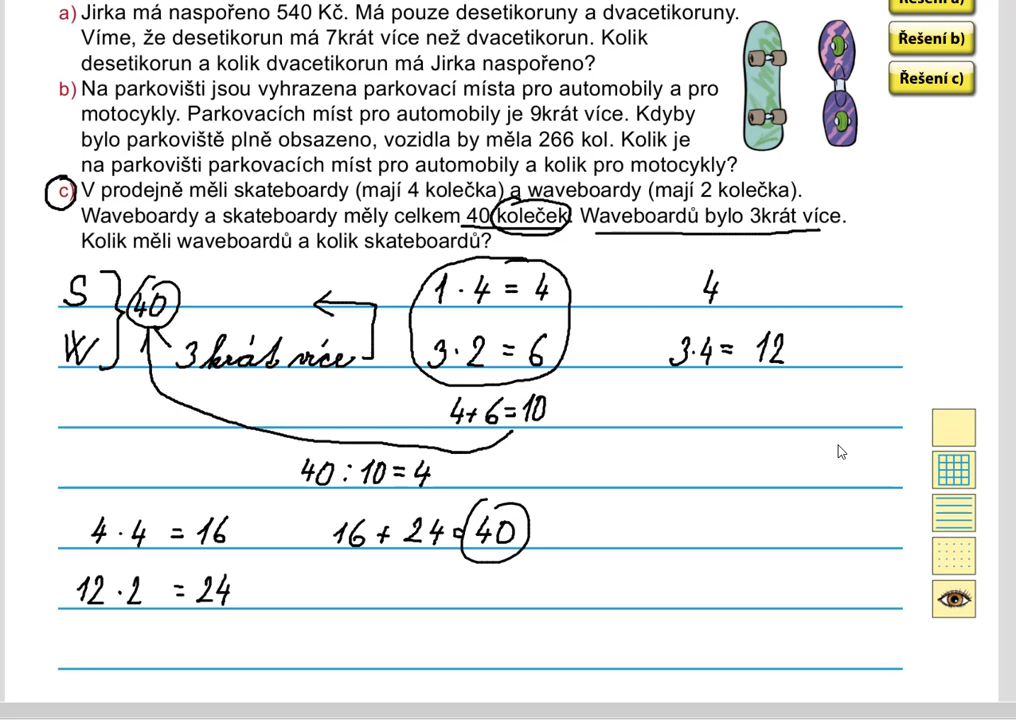 a) Jirka má naspořeno 540 Kč. Má pouze desetikoruny a dvacetikoruny.
Víme, že desetikorun má 7krát více než dvacetikorun. Kolik
desetikorun a kolik dvacetikorun má Jirka naspořeno?
b) Na parkovišti jsou vyhrazena parkovací místa pro automobily a pro
motocykly. Parkovacích míst pro automobily je 9krát více. Kdyby
bylo parkoviště plně obsazeno, vozidla by měla 266 kol. Kolik je
na parkovišti parkovacích míst pro automobily a kolik pro motocykly?
c) V prodejně měli skateboardy (mají 4 kolečka) a waveboardy (mají 2 kolečka).
Waveboardy a skateboardy měly celkem 40 koleček. Waveboardů bylo 3krát více.
Kolik měli waveboardů a kolik skateboardů?
Řešení a)
Řešení b)
Řešení c)
S 40 1 · 4 = 4 4
W 3 krát více 3 · 2 = 6 3·4 = 12
4+6=10
40 : 10 = 4
4 · 4 = 16 16 + 24 = 40
12 · 2 = 24